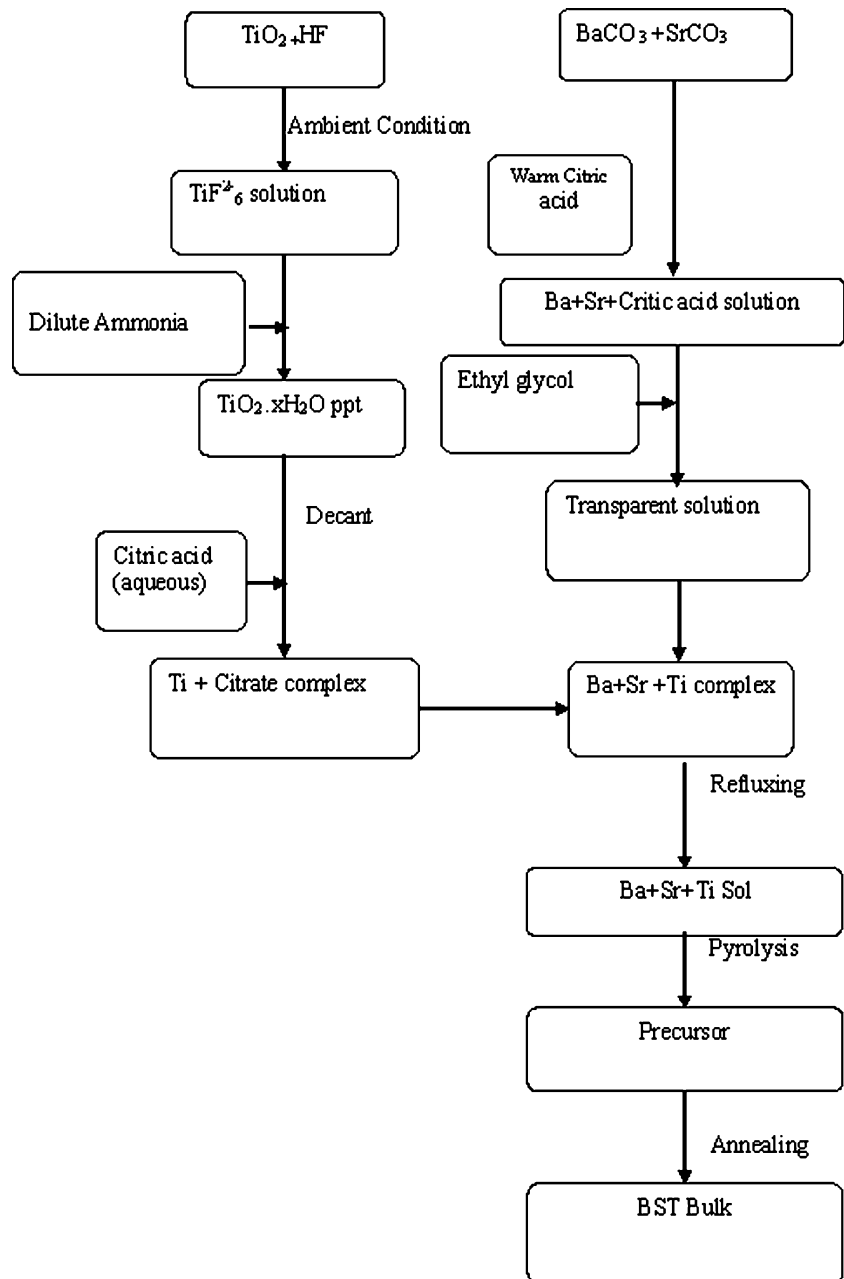 TiO₂+HF
Ambient Condition
TiF²⁻₆ solution
Dilute Ammonia
TiO₂.xH₂O ppt
Decant
Citric acid
(aqueous)
Ti + Citrate complex
BaCO₃+SrCO₃
Warm Citric
acid
Ba+Sr+Critic acid solution
Ethyl glycol
Transparent solution
Ba+Sr +Ti complex
Refluxing
Ba+Sr+Ti Sol
Pyrolysis
Precursor
Annealing
BST Bulk